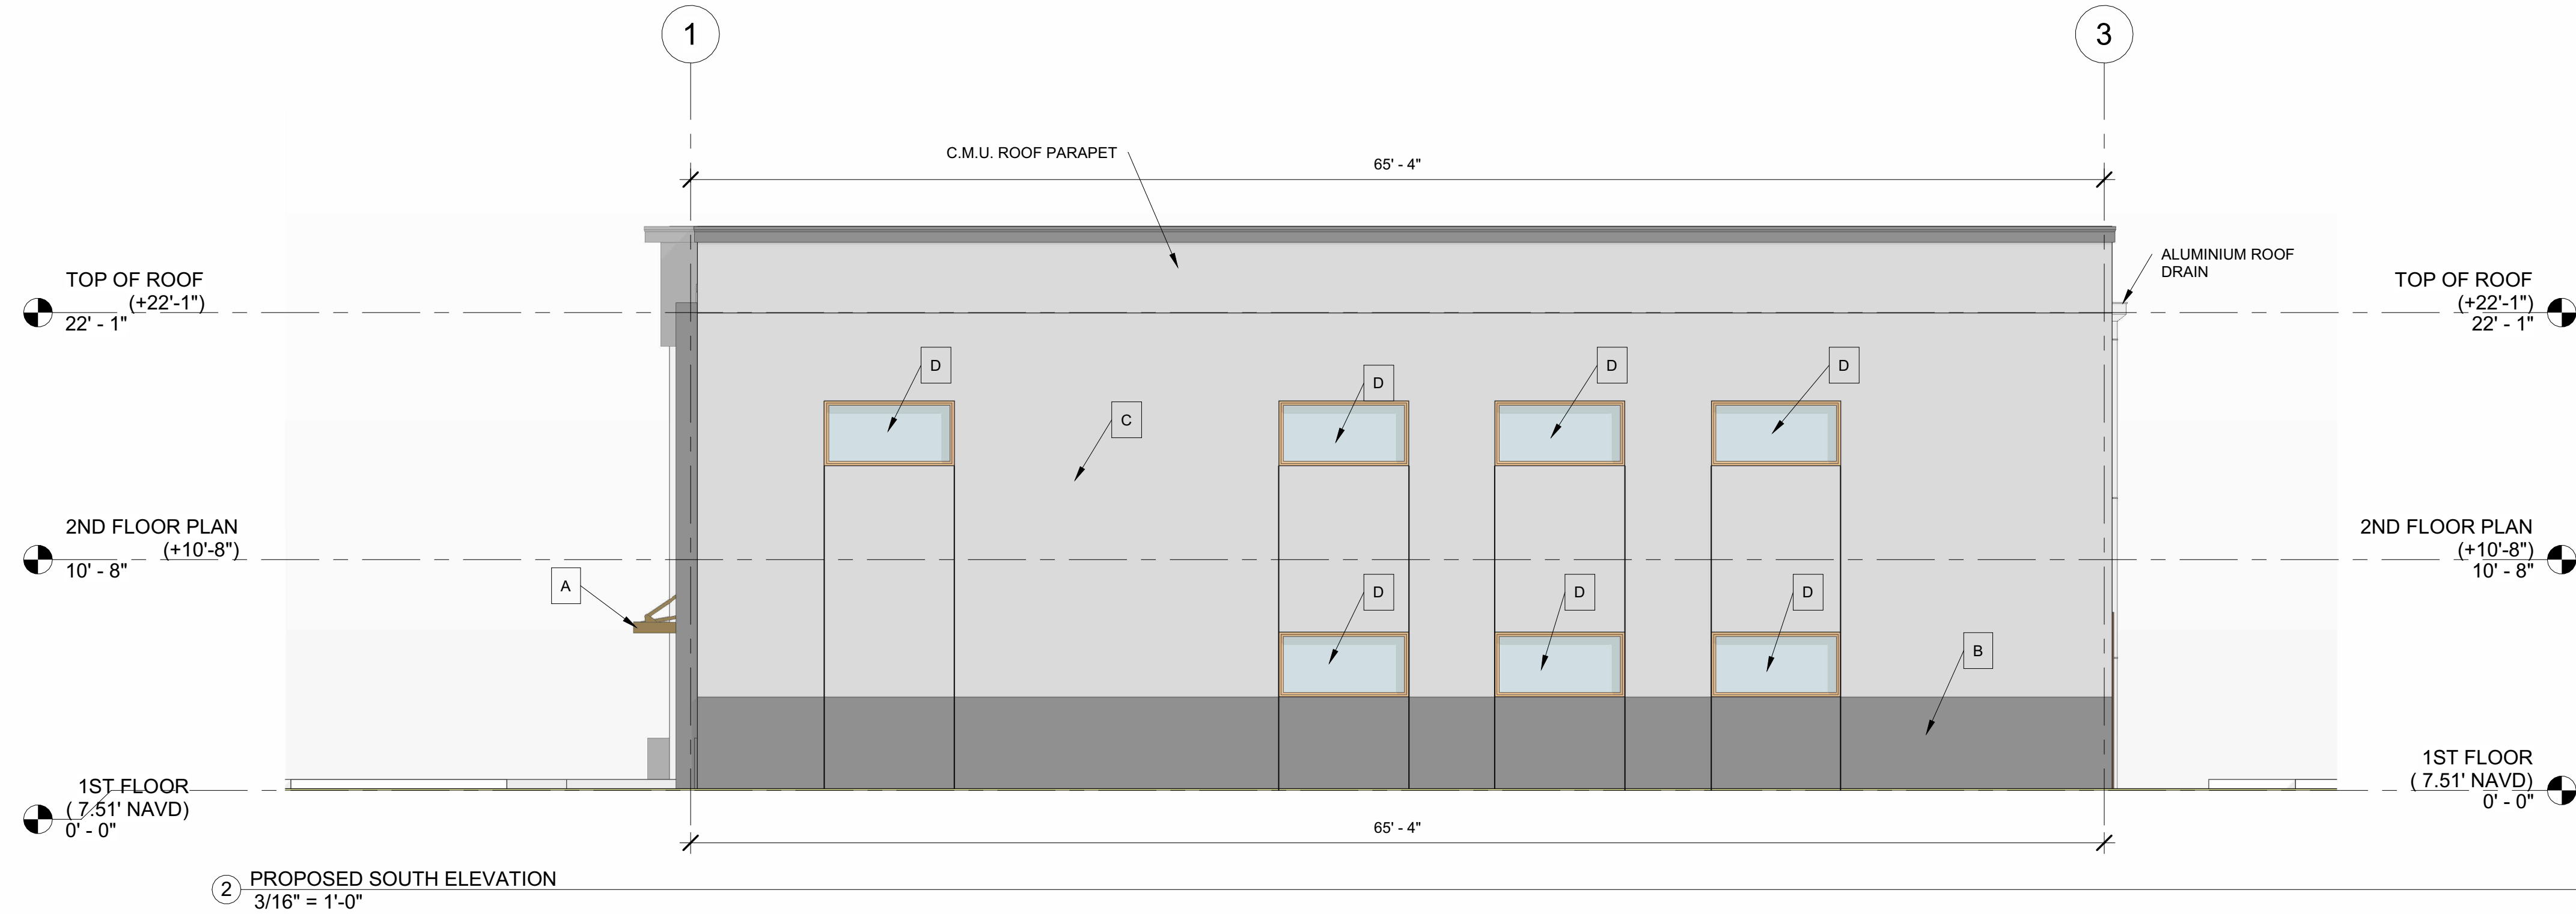 1
3
C.M.U. ROOF PARAPET
65' - 4"
ALUMINIUM ROOF
DRAIN
TOP OF ROOF
(+22'-1")
22' - 1"
TOP OF ROOF
(+22'-1")
22' - 1"
D
D
D
D
C
2ND FLOOR PLAN
(+10'-8")
10' - 8"
2ND FLOOR PLAN
(+10'-8")
10' - 8"
A
D
D
D
B
1ST FLOOR
( 7.51' NAVD)
0' - 0"
1ST FLOOR
( 7.51' NAVD)
0' - 0"
65' - 4"
2
PROPOSED SOUTH ELEVATION
3/16" = 1'-0"